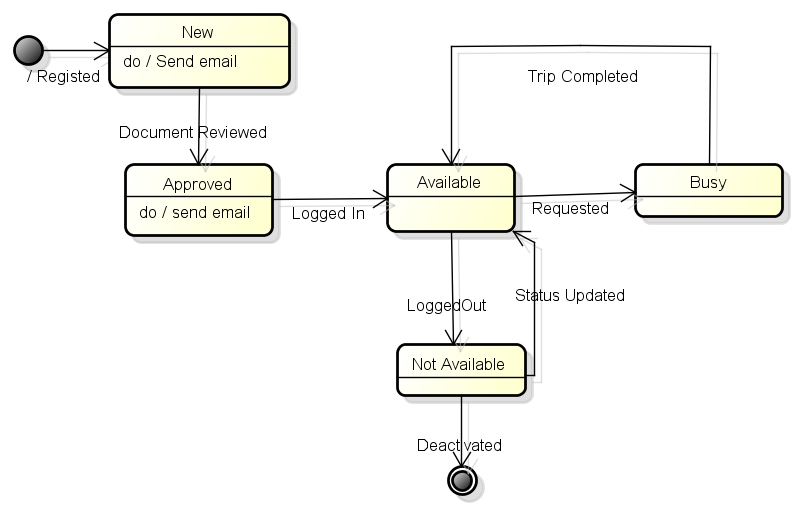 New
do / Send email
/ Registed
Document Reviewed
Approved
do / send email
Logged In
Available
Trip Completed
Busy
Requested
LoggedOut
Status Updated
Not Available
Deactivated